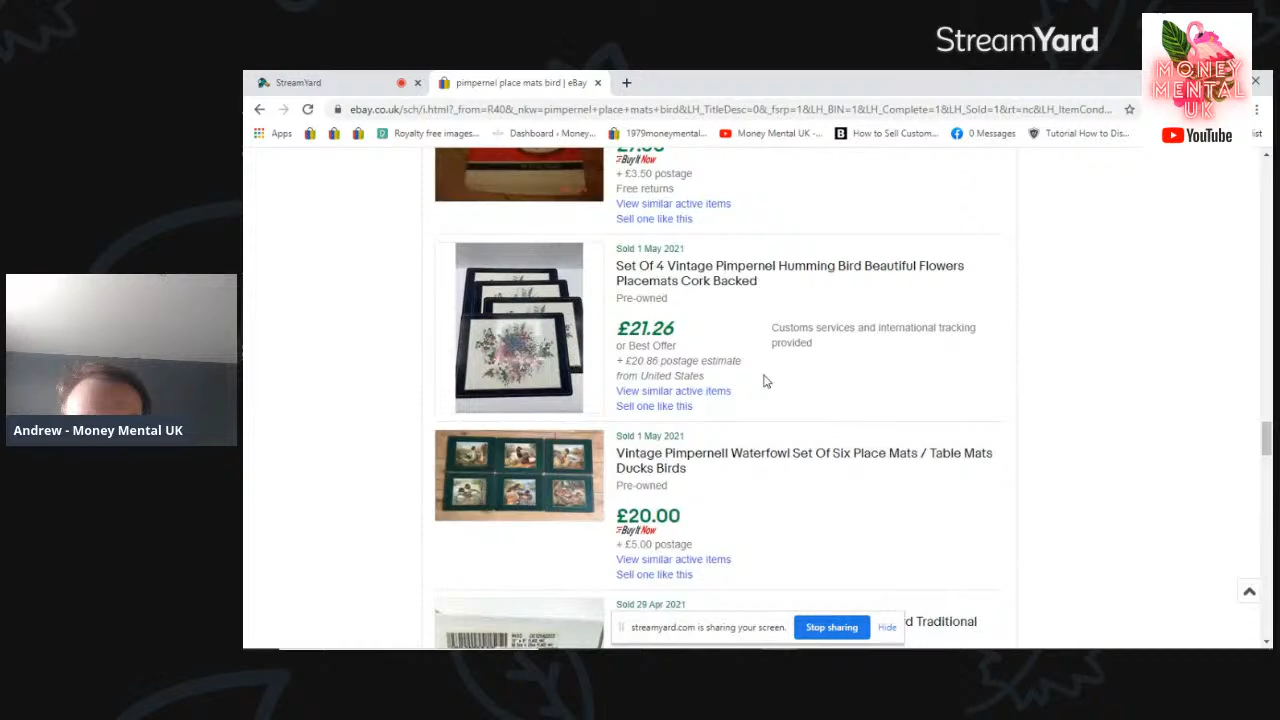 StreamYard
MONEY
MENTAL
UK
YouTube
StreamYard
pimpernel place mats bird | eBay
ebay.co.uk/sch/i.html?_from=R40&_nkw=pimpernel+place+mats+bird&LH_TitleDesc=0&_fsrp=1&LH_BIN=1&LH_Complete=1&LH_Sold=1&rt=nc&LH_ItemCond...
Apps
Royalty free images...
Dashboard ‹ Money...
1979moneymental...
Money Mental UK -...
How to Sell Custom...
0 Messages
Tutorial How to Dis...
ist
Buy It Now
+ £3.50 postage
Free returns
View similar active items
Sell one like this
Sold 1 May 2021
Set Of 4 Vintage Pimpernel Humming Bird Beautiful Flowers
Placemats Cork Backed
Pre-owned
£21.26
Customs services and international tracking
provided
or Best Offer
+ £20.86 postage estimate
from United States
View similar active items
Sell one like this
Sold 1 May 2021
Vintage Pimpernell Waterfowl Set Of Six Place Mats / Table Mats
Ducks Birds
Pre-owned
£20.00
Buy It Now
+ £5.00 postage
View similar active items
Sell one like this
Sold 29 Apr 2021
d Traditional
streamyard.com is sharing your screen.
Stop sharing
Hide
Andrew - Money Mental UK